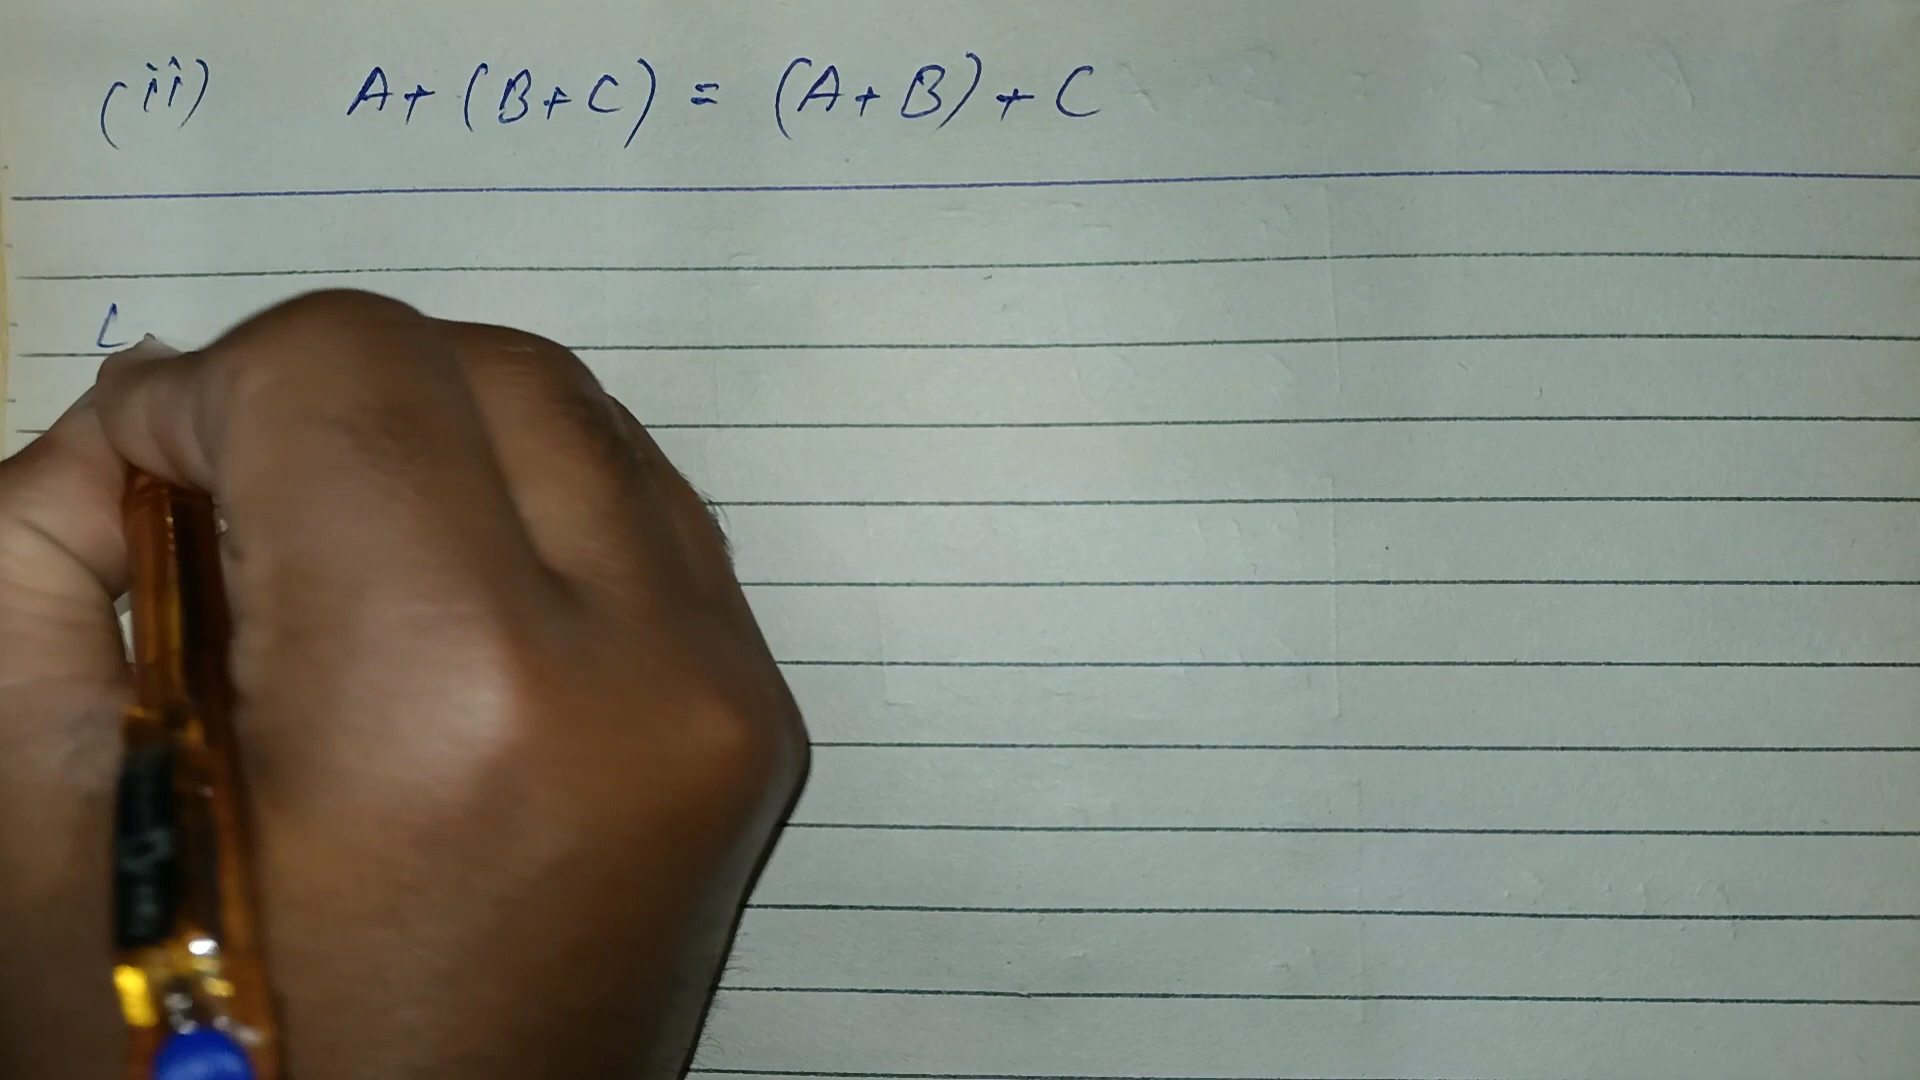 (ii) A + (B + C) = (A + B) + C
L